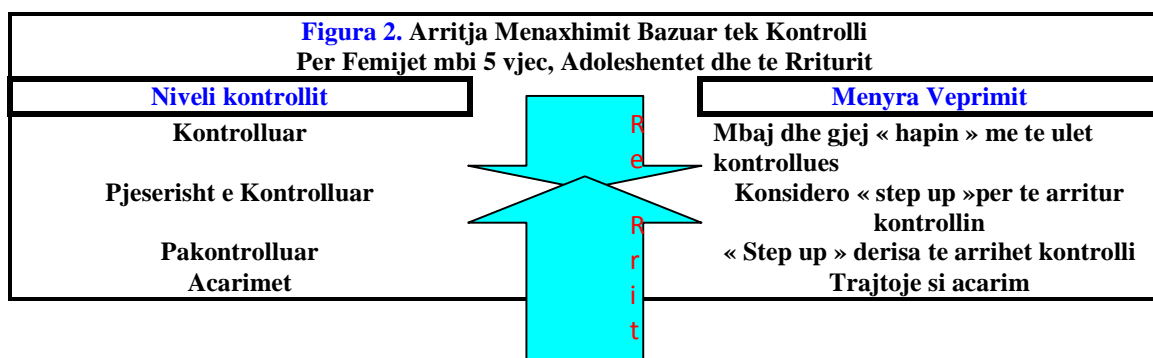 Figura 2. Arritja Menaxhimit Bazuar tek Kontrolli
Per Femijet mbi 5 vjec, Adoleshentet dhe te Rriturit
Niveli kontrollit
Menyra Veprimit
Kontrolluar
Mbaj dhe gjej « hapin » me te ulet
kontrollues
Pjeserisht e Kontrolluar
Konsidero « step up »per te arritur
kontrollin
Pakontrolluar
« Step up » derisa te arrihet kontrolli
Acarimet
Trajtoje si acarim
R
e
R
r
i
t